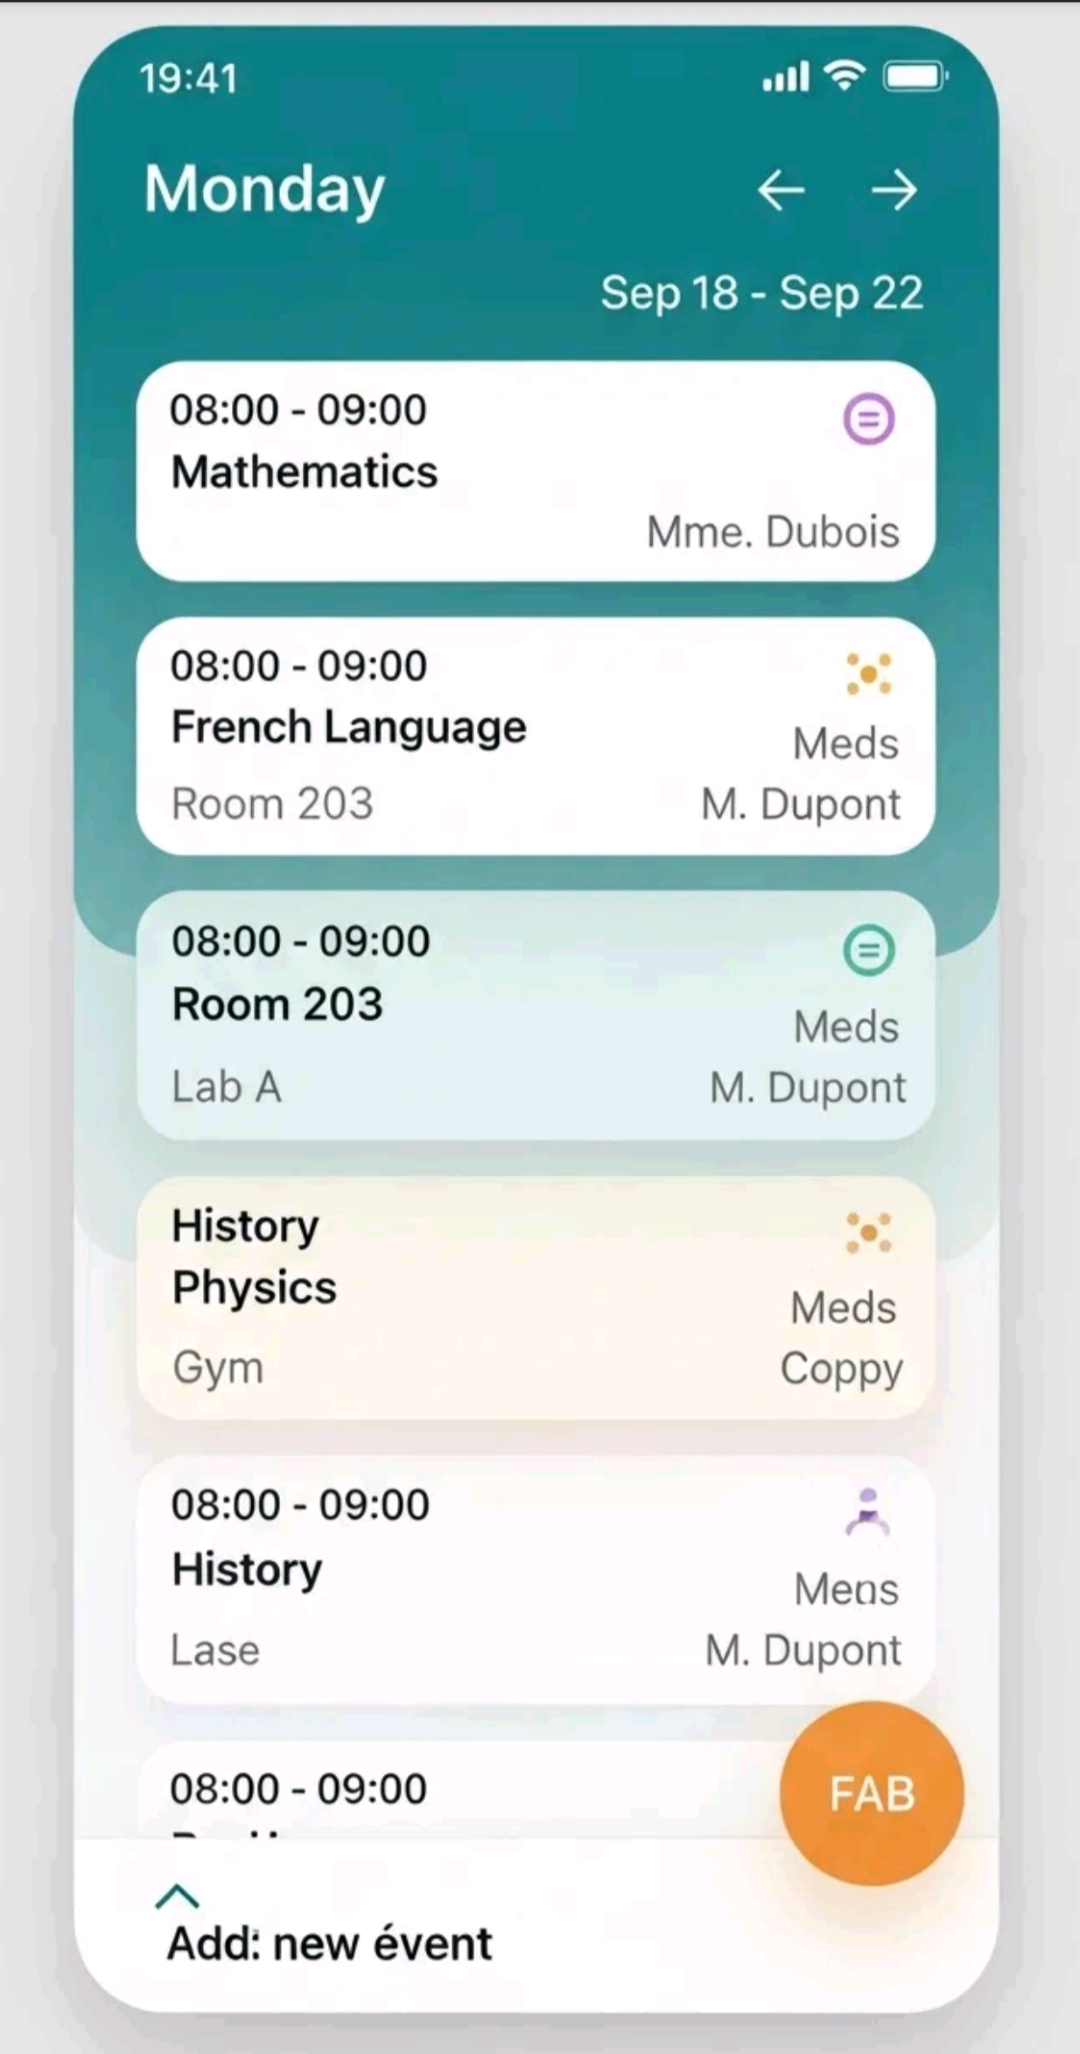 19:41
Monday
Sep 18 - Sep 22
08:00 - 09:00
Mathematics
Mme. Dubois
08:00 - 09:00
French Language
Meds
Room 203
M. Dupont
08:00 - 09:00
Room 203
Meds
Lab A
M. Dupont
History
Physics
Meds
Gym
Coppy
08:00 - 09:00
History
Lase
M. Dupont
08:00 - 09:00
FAB
Add: new évent